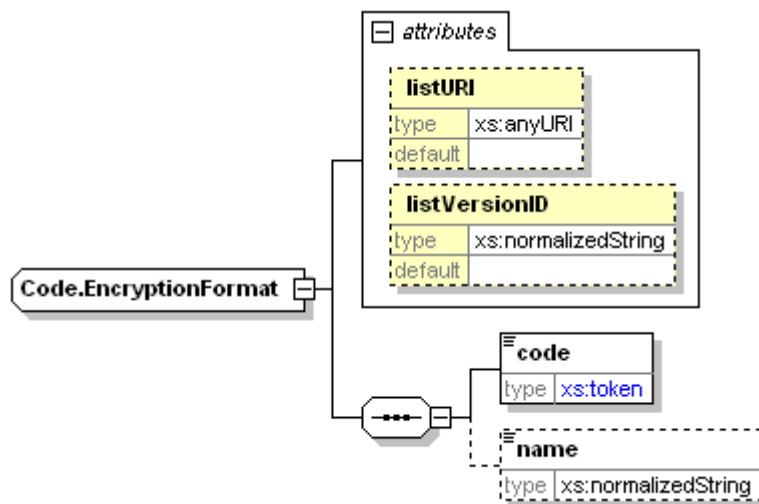 attributes
listURI
type xs:anyURI
default
listVersionID
type xs:normalizedString
default
Code.EncryptionFormat
code
type xs:token
name
type xs:normalizedString